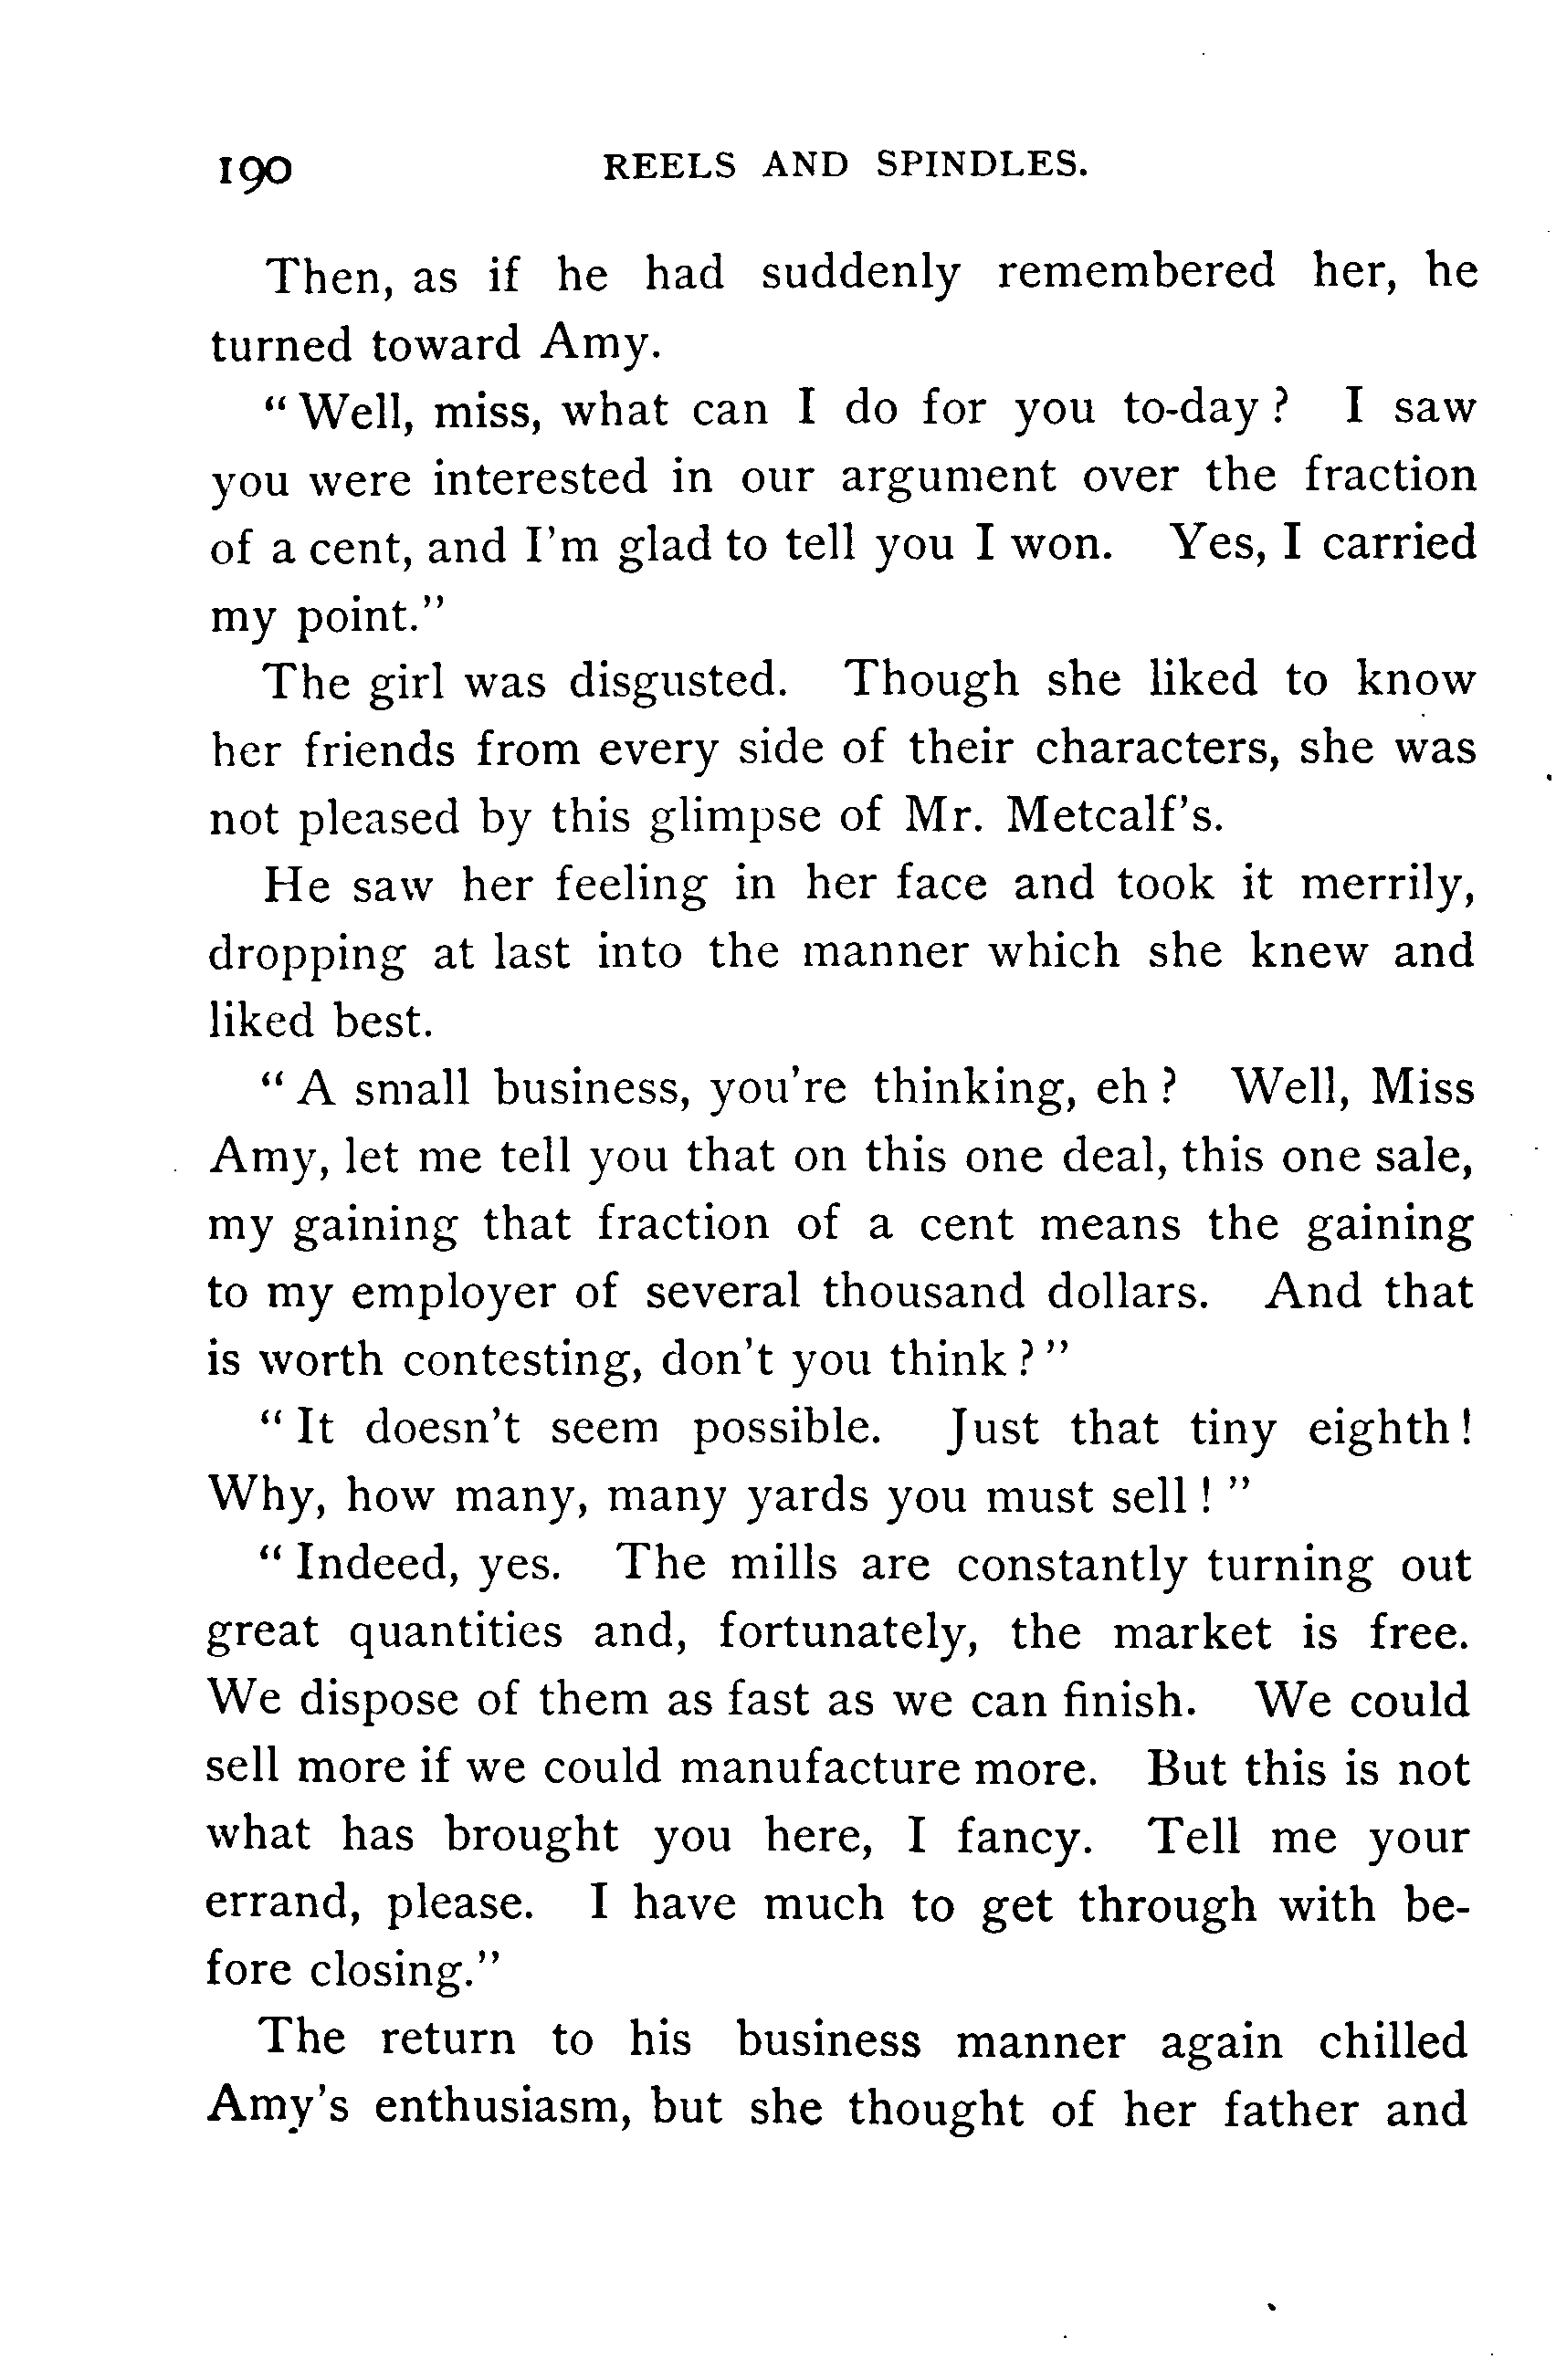 190 REELS AND SPINDLES.
Then, as if he had suddenly remembered her, he
turned toward Amy.
“Well, miss, what can I do for you to-day? I saw
you were interested in our argument over the fraction
of a cent, and I’m glad to tell you I won. Yes, I carried
my point.”
The girl was disgusted. Though she liked to know
her friends from every side of their characters, she was
not pleased by this glimpse of Mr. Metcalf’s.
He saw her feeling in her face and took it merrily,
dropping at last into the manner which she knew and
liked best.
“A small business, you’re thinking, eh? Well, Miss
Amy, let me tell you that on this one deal, this one sale,
my gaining that fraction of a cent means the gaining
to my employer of several thousand dollars. And that
is worth contesting, don’t you think?”
“It doesn’t seem possible. Just that tiny eighth!
Why, how many, many yards you must sell!”
“Indeed, yes. The mills are constantly turning out
great quantities and, fortunately, the market is free.
We dispose of them as fast as we can finish. We could
sell more if we could manufacture more. But this is not
what has brought you here, I fancy. Tell me your
errand, please. I have much to get through with be-
fore closing.”
The return to his business manner again chilled
Amy’s enthusiasm, but she thought of her father and